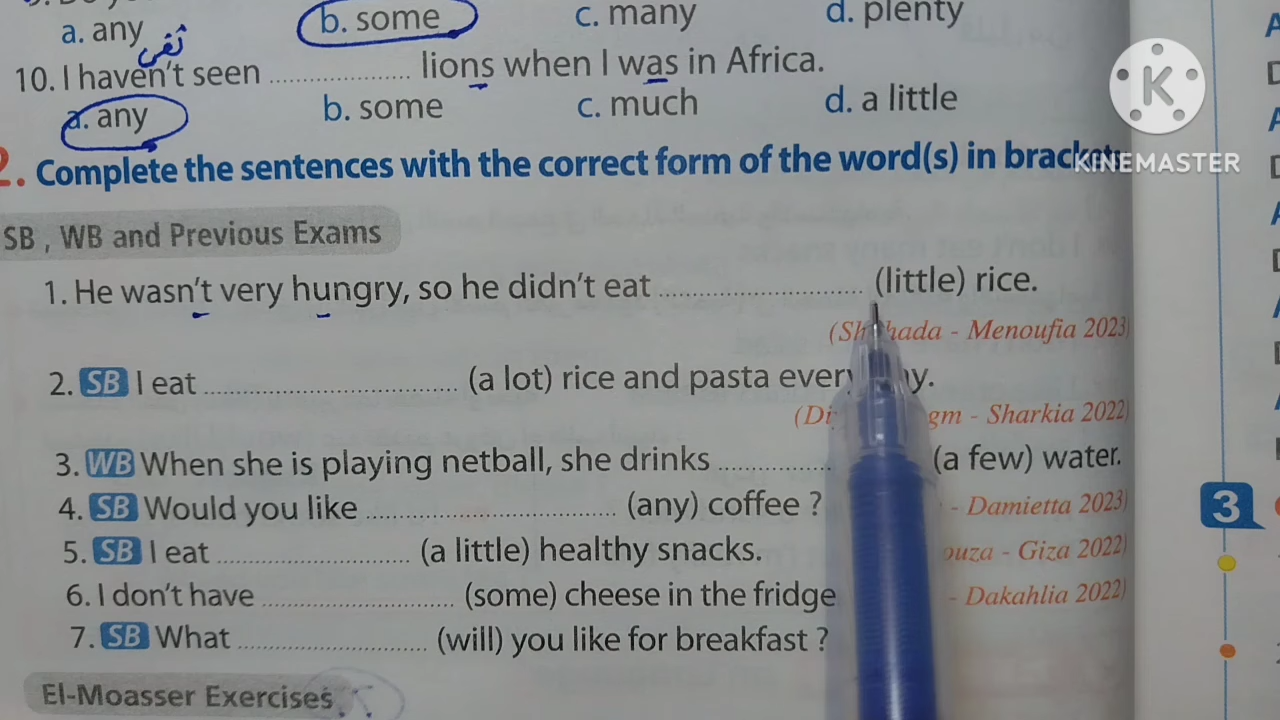 a. any b. some c. many d. plenty
نفى
10. I haven't seen .................... lions when I was in Africa.
a. any b. some c. much d. a little
KINEMASTER
2. Complete the sentences with the correct form of the word(s) in
SB , WB and Previous Exams
1. He wasn't very hungry, so he didn't eat ............................. (little) rice.
- Menoufia 2023)
2. SB I eat .................................... (a lot) rice and pasta
- Sharkia 2022)
3. WB When she is playing netball, she drinks ................ (a few) water.
4. SB Would you like .................................... (any) coffee ? - Damietta 2023)
5. SB I eat ............................ (a little) healthy snacks. - Giza 2022)
6. I don't have ............................ (some) cheese in the fridge - Dakahlia 2022)
7. SB What ............................ (will) you like for breakfast ?
3
El-Moasser Exercises